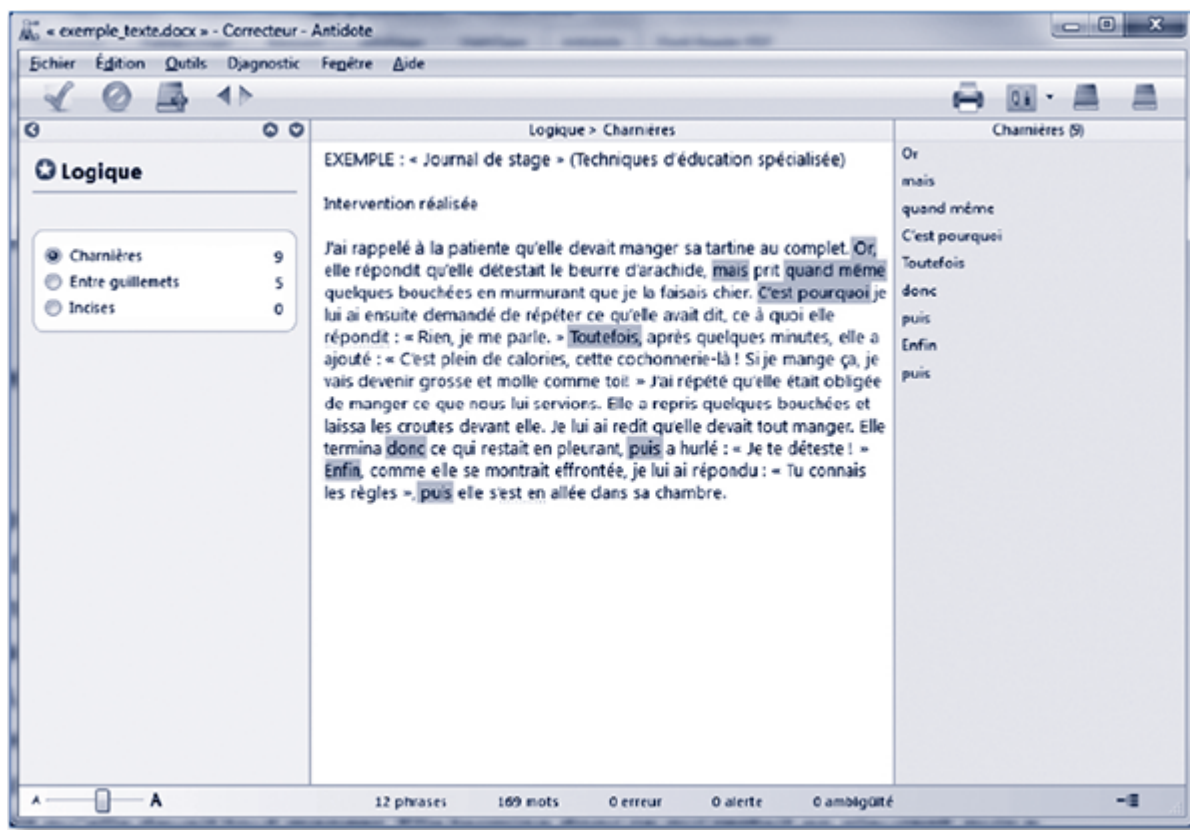 « exemple_texte.docx » - Correcteur - Antidote
Fichier Édition Outils Diagnostic Fenêtre Aide
Logique > Charnières
Charnières (9)
Logique
Charnières 9
Entre guillemets 5
Incises 0
EXEMPLE : « Journal de stage » (Techniques d'éducation spécialisée)
Intervention réalisée
J'ai rappelé à la patiente qu'elle devait manger sa tartine au complet. Or,
elle répondit qu'elle détestait le beurre d'arachide, mais prit quand même
quelques bouchées en murmurant que je la faisais chier. C'est pourquoi je
lui ai ensuite demandé de répéter ce qu'elle avait dit, ce à quoi elle
répondit : « Rien, je me parle. » Toutefois, après quelques minutes, elle a
ajouté : « C'est plein de calories, cette cochonnerie-là ! Si je mange ça, je
vais devenir grosse et molle comme toi! » J'ai répété qu'elle était obligée
de manger ce que nous lui servions. Elle a repris quelques bouchées et
laissa les croutes devant elle. Je lui ai redit qu'elle devait tout manger. Elle
termina donc ce qui restait en pleurant, puis a hurlé : « Je te déteste ! »
Enfin, comme elle se montrait effrontée, je lui ai répondu : « Tu connais
les règles », puis elle s'est en allée dans sa chambre.
Or
mais
quand même
C'est pourquoi
Toutefois
donc
puis
Enfin
puis
A A
12 phrases 169 mots 0 erreur 0 alerte 0 ambigüité